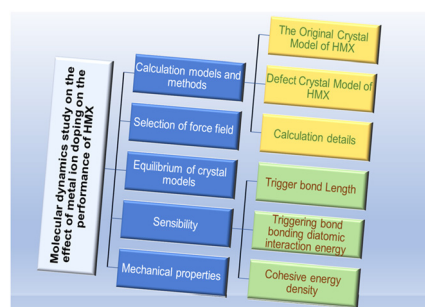 Molecular dynamics study on the
effect of metal ion doping on the
performance of HMX
Calculation models and
methods
Selection of force field
Equilibrium of crystal
models
Sensibility
Mechanical properties
The Original Crystal
Model of HMX
Defect Crystal Model of
HMX
Calculation details
Trigger bond Length
Triggering bond
bonding diatomic
interaction energy
Cohesive energy
density